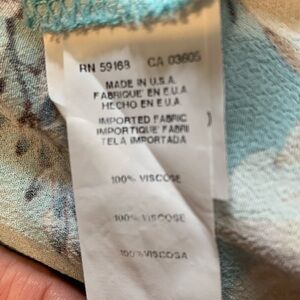 RN 59168 CA 03605
MADE IN U.S.A.
FABRIQUE EN E.U.A.
HECHO EN E.U.A.
IMPORTED FABRIC
TELA IMPORTADA
100% VISCOSE
100% VISCOSE
100% VISCOSA